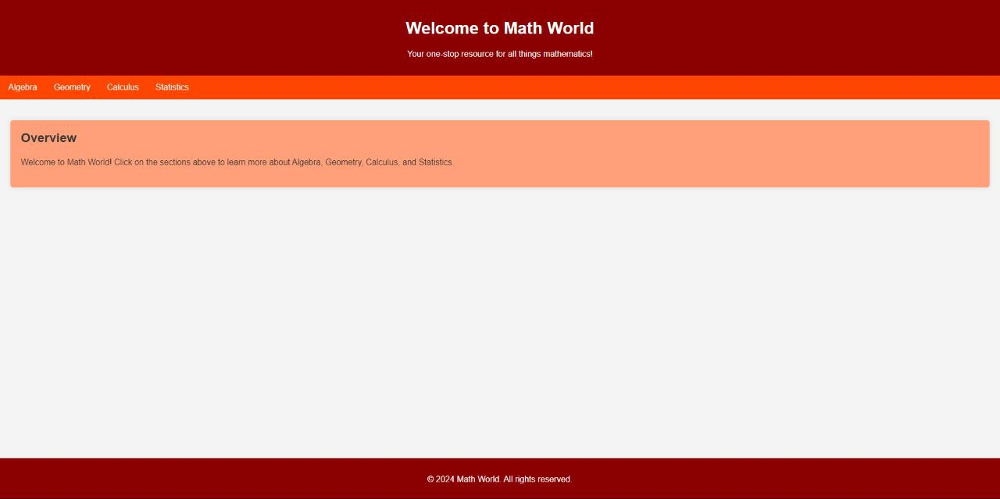 Welcome to Math World
Your one-stop resource for all things mathematics!
Algebra Geometry Calculus Statistics
Overview
Welcome to Math World! Click on the sections above to learn more about Algebra, Geometry, Calculus, and Statistics.
© 2024 Math World. All rights reserved.